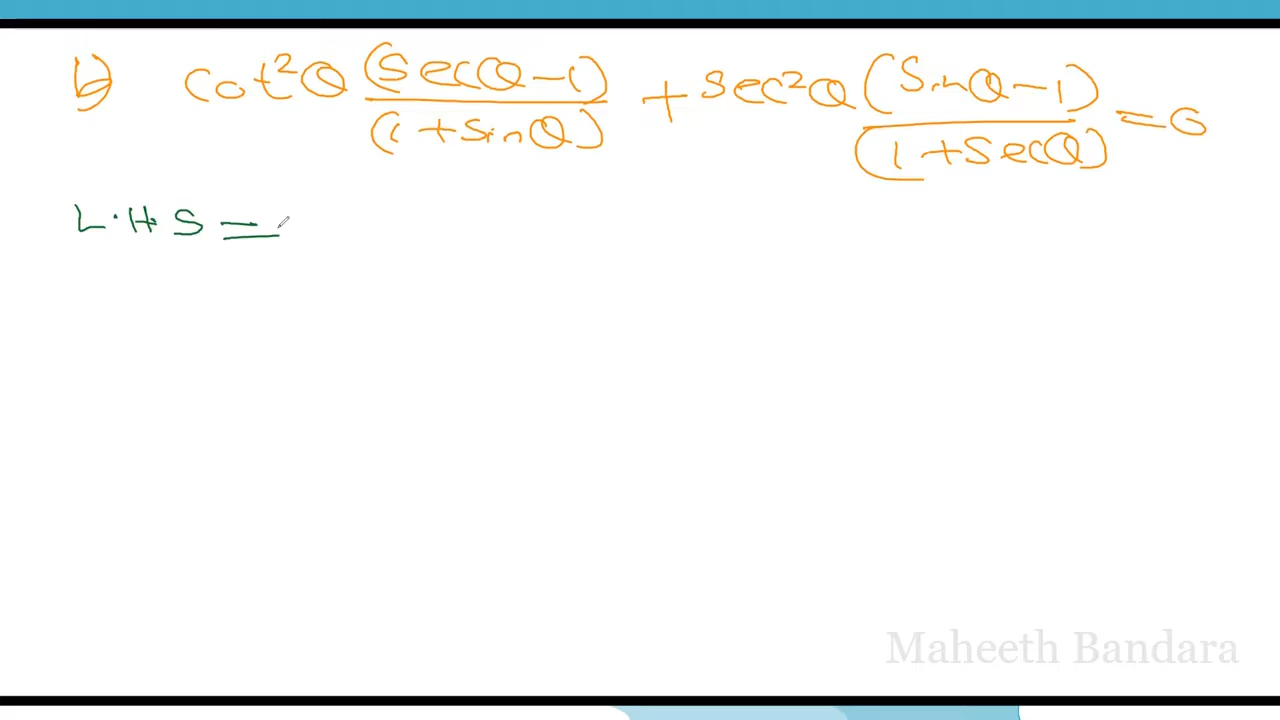 b) Cot²θ (Secθ-1)/(1+Sinθ) + Sec²θ (Sinθ-1)/(1+Secθ) = 0
L.H.S =
Maheeth Bandara